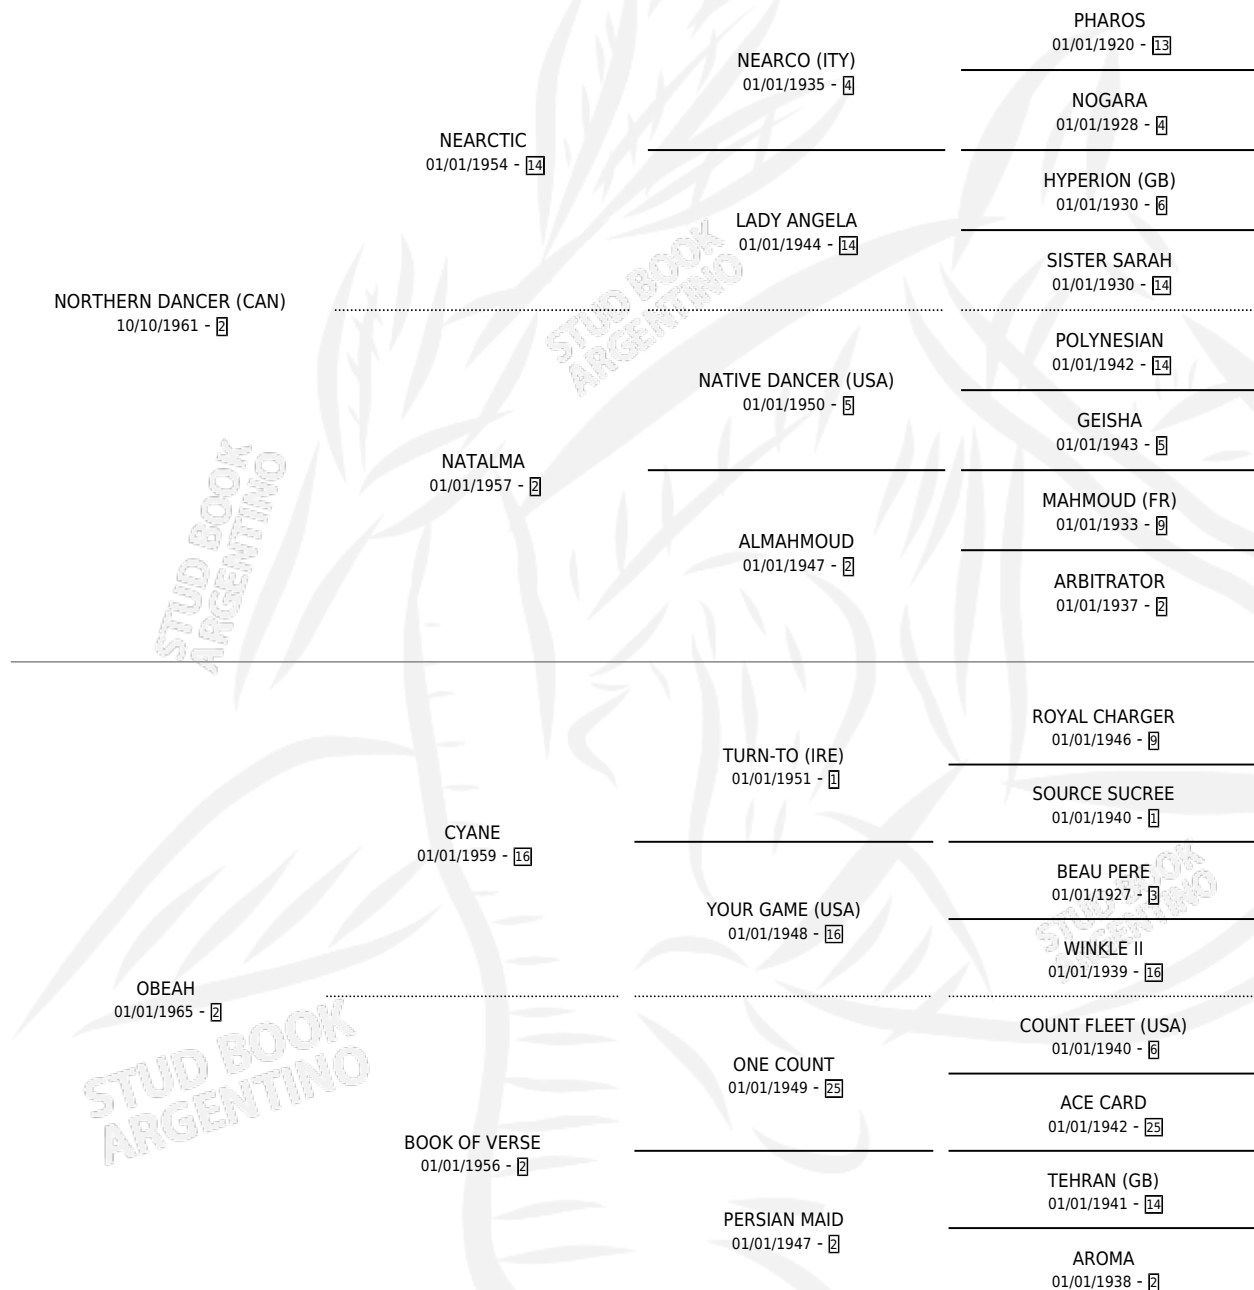 NORTHERN DANCER (CAN)
10/10/1961 - 2
NEARCTIC
01/01/1954 - 14
NEARCO (ITY)
01/01/1935 - 4
PHAROS
01/01/1920 - 13
NOGARA
01/01/1928 - 4
LADY ANGELA
01/01/1944 - 14
HYPERION (GB)
01/01/1930 - 6
SISTER SARAH
01/01/1930 - 14
NATALMA
01/01/1957 - 2
NATIVE DANCER (USA)
01/01/1950 - 5
POLYNESIAN
01/01/1942 - 14
GEISHA
01/01/1943 - 5
ALMAHMOUD
01/01/1947 - 2
MAHMOUD (FR)
01/01/1933 - 9
ARBITRATOR
01/01/1937 - 2
OBEAH
01/01/1965 - 2
CYANE
01/01/1959 - 16
TURN-TO (IRE)
01/01/1951 - 1
ROYAL CHARGER
01/01/1946 - 9
SOURCE SUCREE
01/01/1940 - 1
YOUR GAME (USA)
01/01/1948 - 16
BEAU PERE
01/01/1927 - 3
WINKLE II
01/01/1939 - 16
BOOK OF VERSE
01/01/1956 - 2
ONE COUNT
01/01/1949 - 25
COUNT FLEET (USA)
01/01/1940 - 6
ACE CARD
01/01/1942 - 25
PERSIAN MAID
01/01/1947 - 2
TEHRAN (GB)
01/01/1941 - 14
AROMA
01/01/1938 - 2
STUD BOOK
ARGENTINO
STUD BOOK
ARGENTINO
STUD BOOK
ARGENTINO
STUD BOOK
ARGENTINO